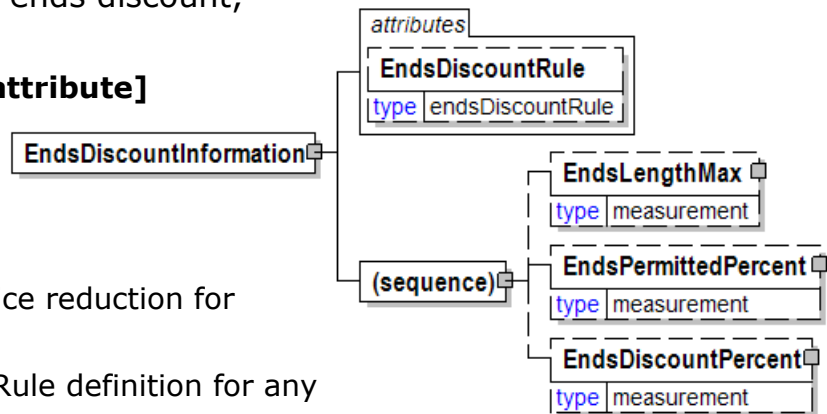 ends discount,
attribute]
ce reduction for
Rule definition for any
attributes
EndsDiscountRule
type endsDiscountRule
EndsDiscountInformation
EndsLengthMax
type measurement
(sequence)
EndsPermittedPercent
type measurement
EndsDiscountPercent
type measurement